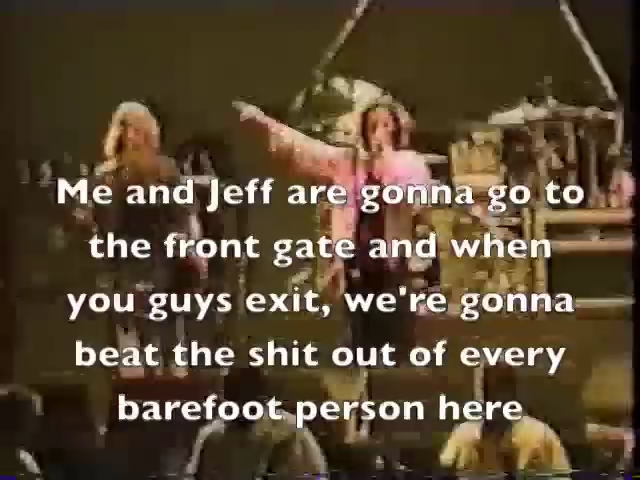 Me and Jeff are gonna go to
the front gate and when
you guys exit, we're gonna
beat the shit out of every
barefoot person here